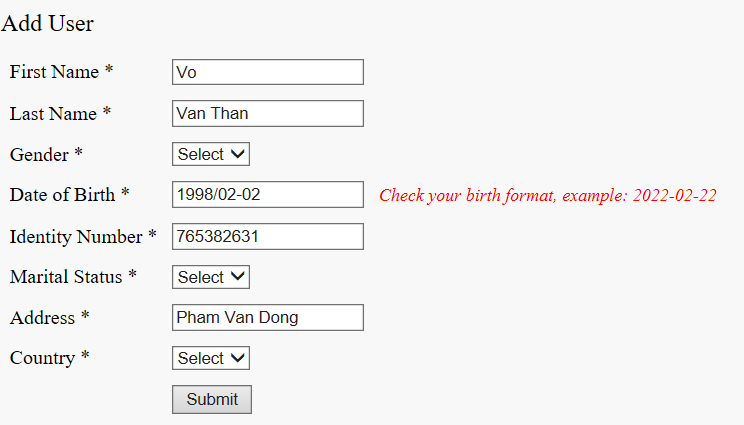 Add User
First Name * Vo
Last Name * Van Than
Gender * Select
Date of Birth * 1998/02-02 Check your birth format, example: 2022-02-22
Identity Number * 765382631
Marital Status * Select
Address * Pham Van Dong
Country * Select
Submit